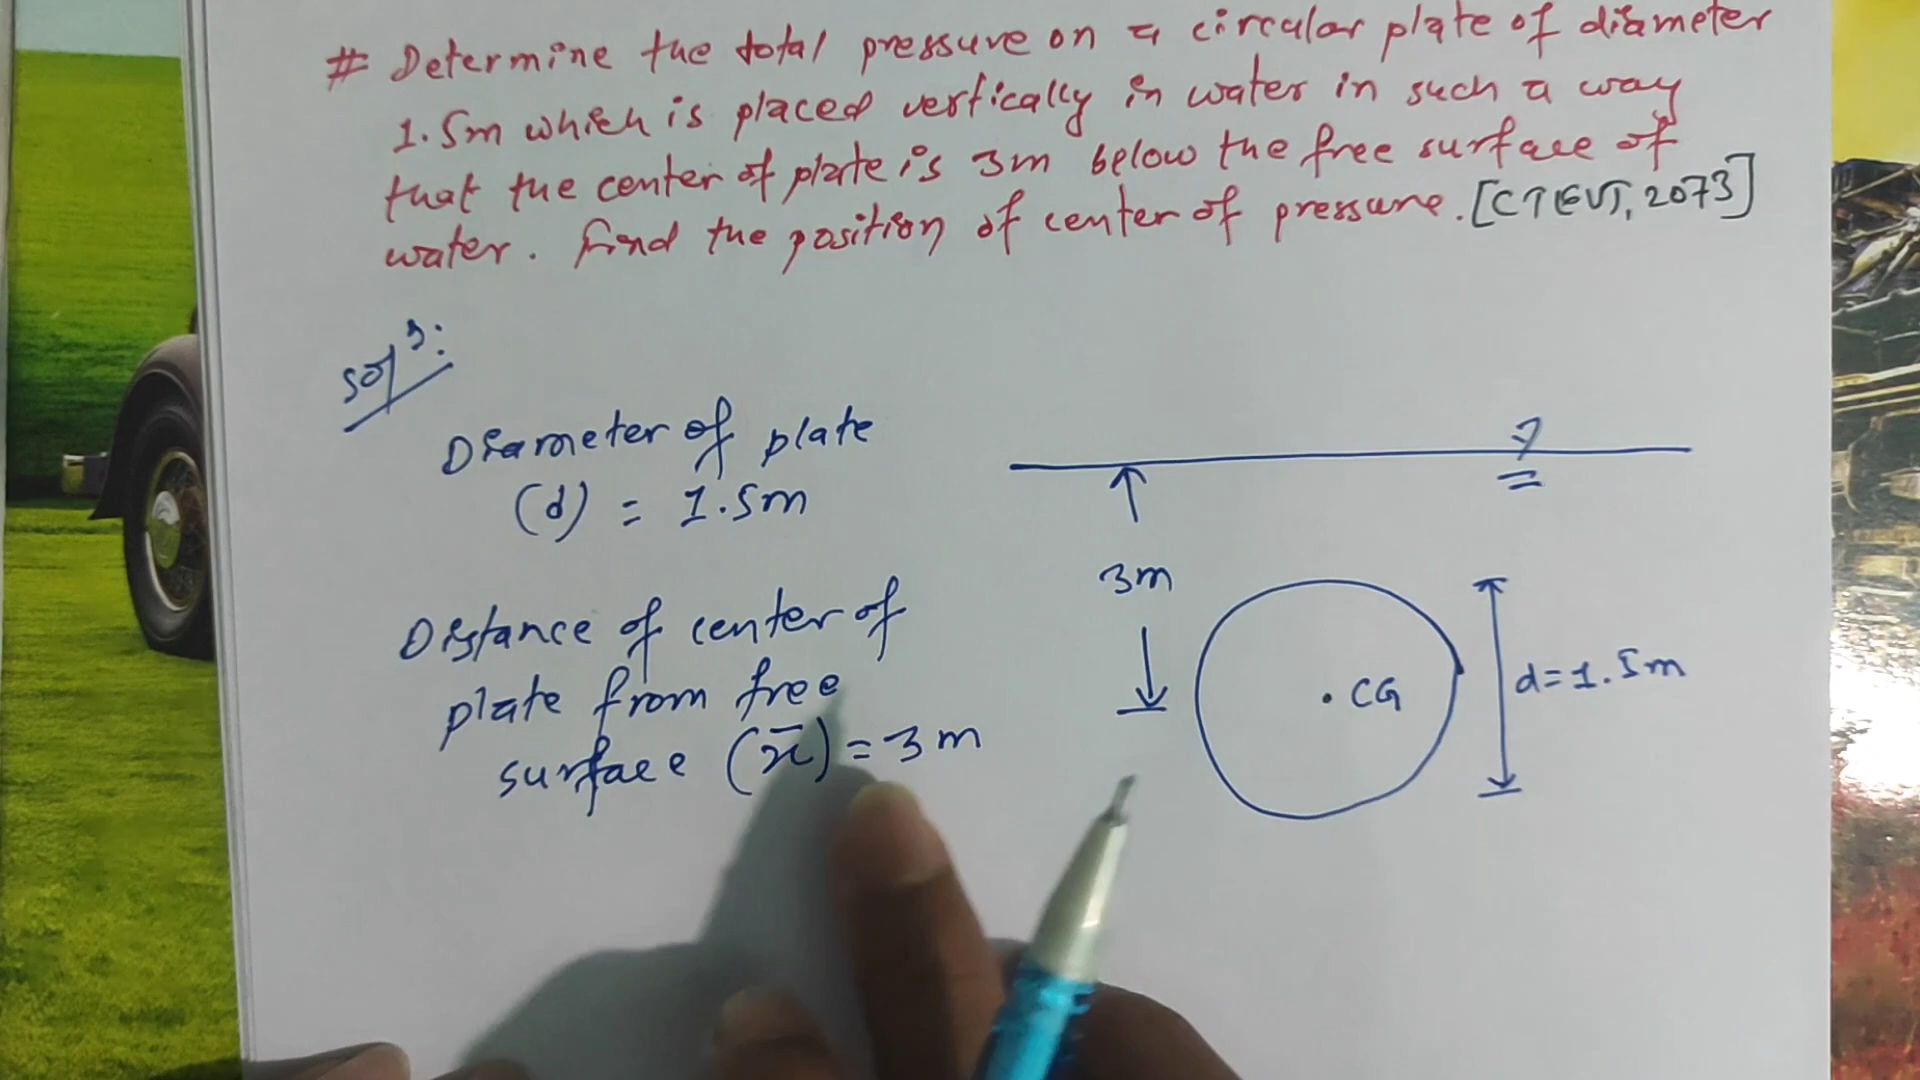 # Determine the total pressure on a circular plate of diameter
1.5m which is placed vertically in water in such a way
that the center of plate is 3m below the free surface of
water. Find the position of center of pressure. [CTEVT, 2073]
Solⁿ:
Diameter of plate
(d) = 1.5m
Distance of center of
plate from free
surface (x̄) = 3m
3m
. CG
d=1.5m